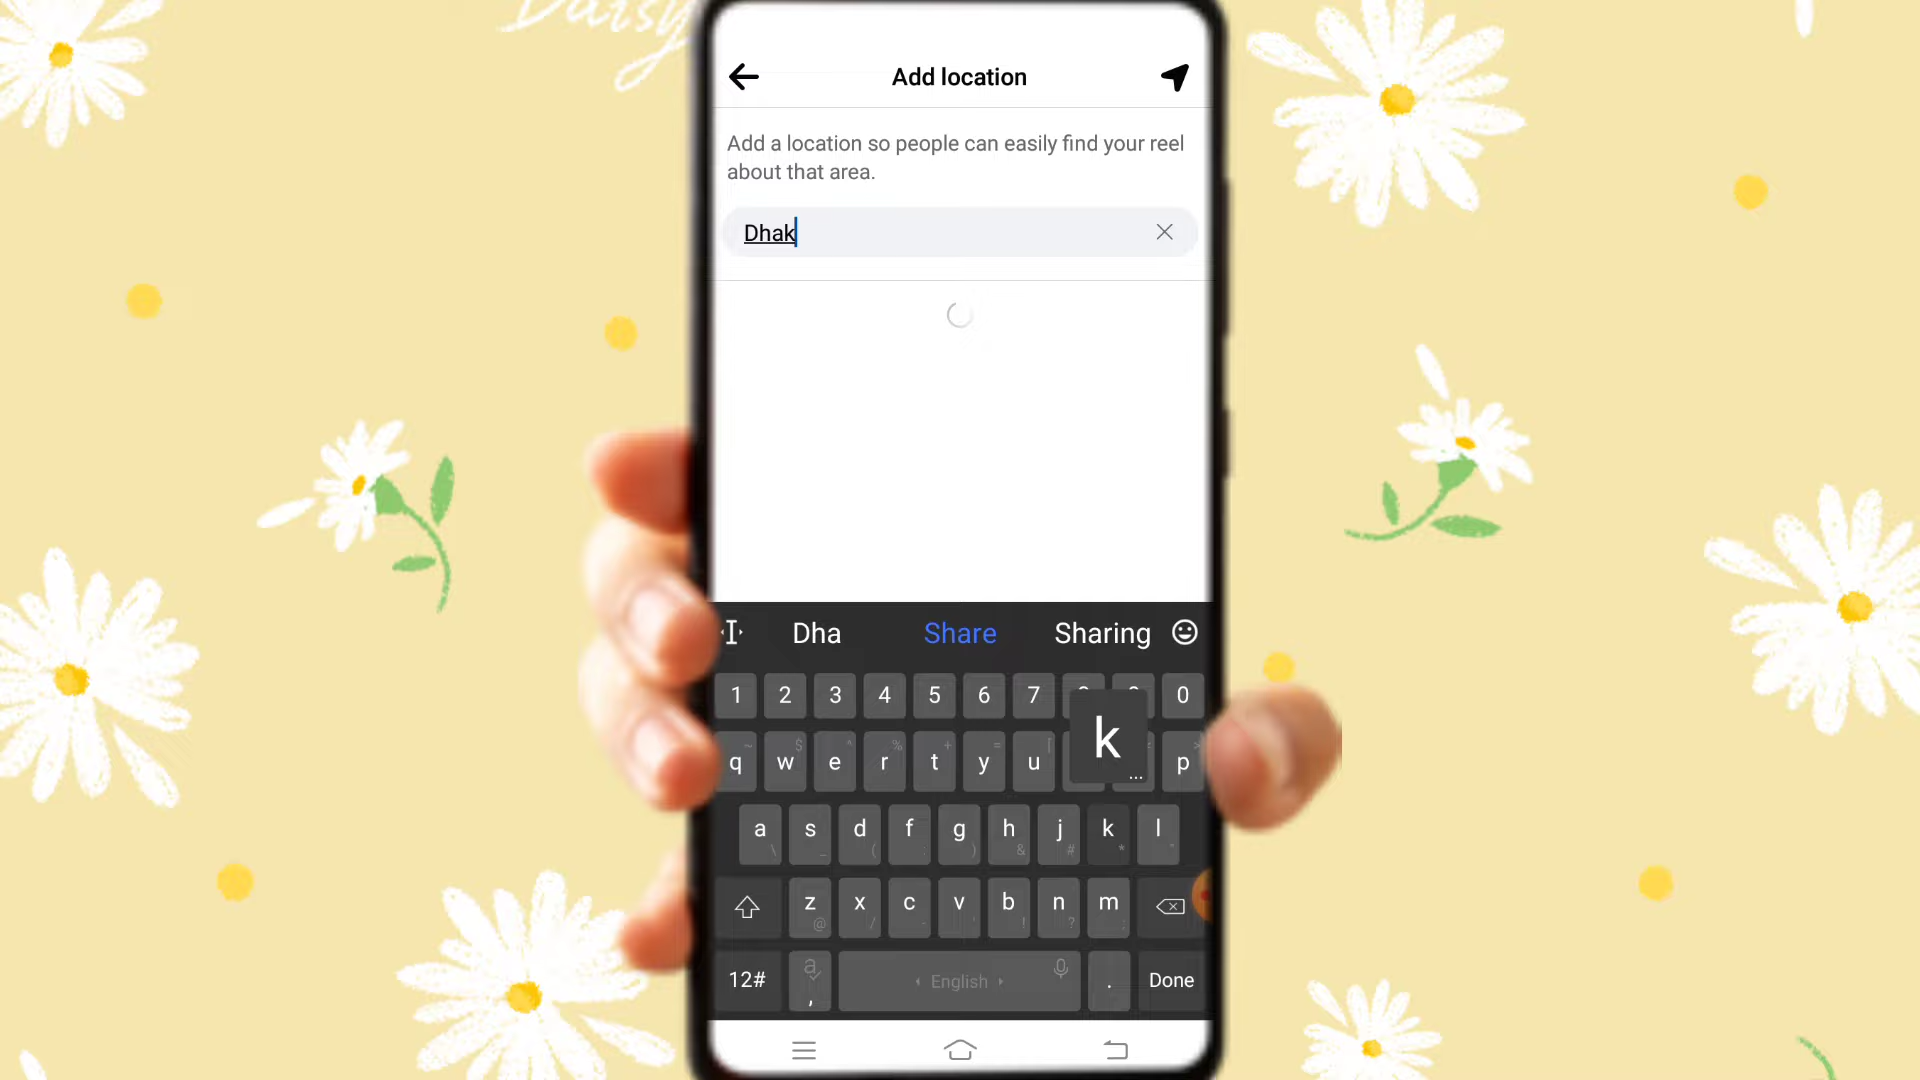 Daisy
Add location
Add a location so people can easily find your reel
about that area.
Dhak
Dha Share Sharing
1 2 3 4 5 6 7 0
k
...
q w e r t y u p
a s d f g h j k l
z x c v b n m
12# , English . Done